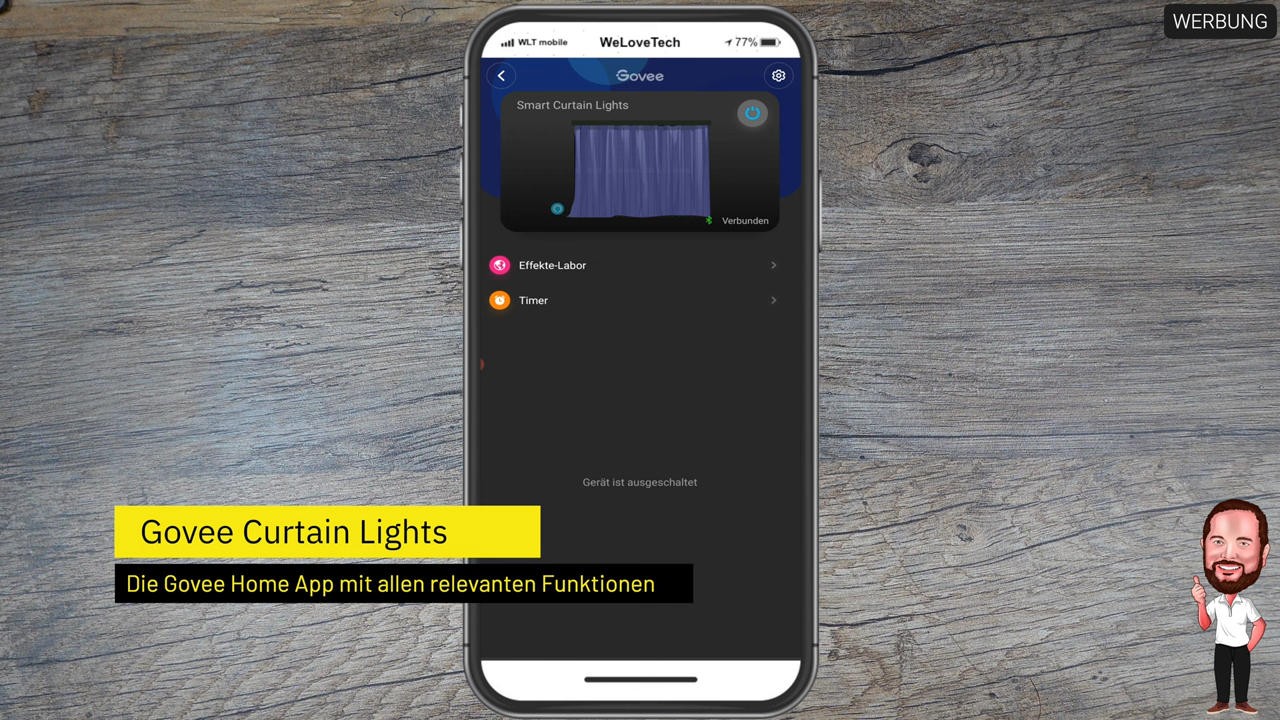 WERBUNG
WLT mobile WeLoveTech 77%
Govee
Smart Curtain Lights
Verbunden
Effekte-Labor
Timer
Gerät ist ausgeschaltet
Govee Curtain Lights
Die Govee Home App mit allen relevanten Funktionen